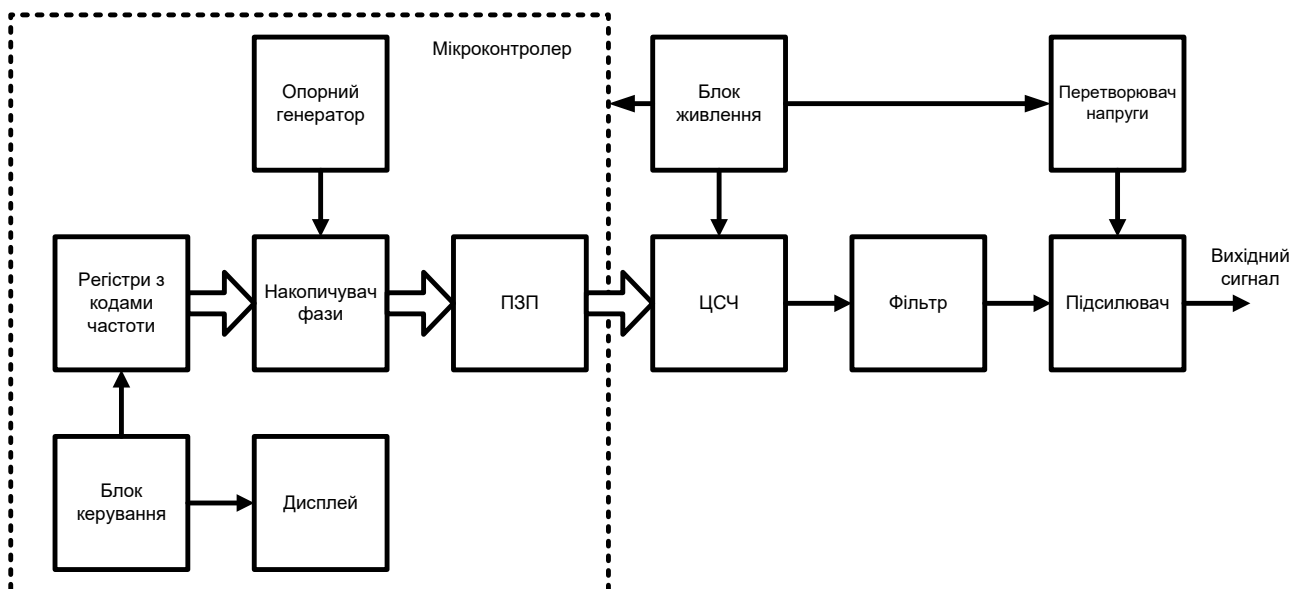 Мікроконтролер
Опорний
генератор
Блок
живлення
Перетворювач
напруги
Регістри з
кодами
частоти
Накопичувач
фази
ПЗП
ЦСЧ
Фільтр
Підсилювач
Вихідний
сигнал
Блок
керування
Дисплей